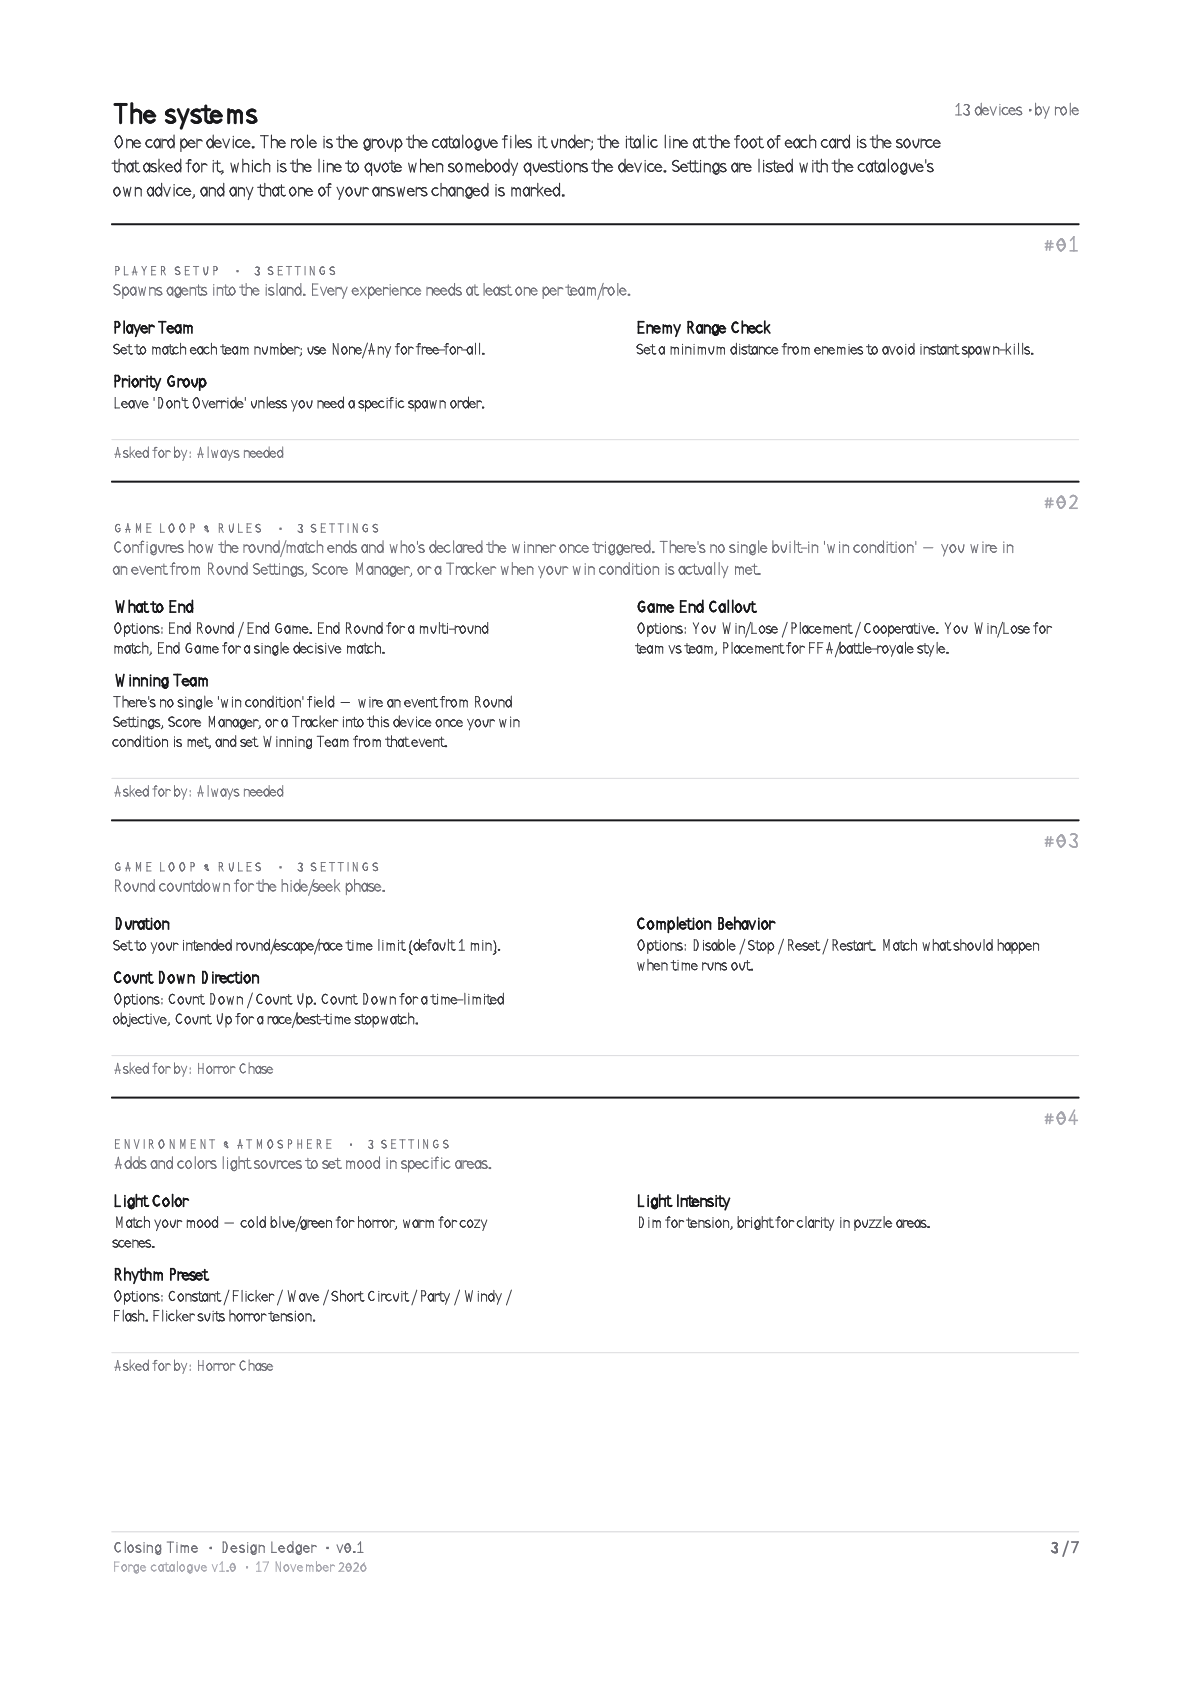 The systems
13 devices · by role
One card per device. The role is the group the catalogue files it under; the italic line at the foot of each card is the source
that asked for it, which is the line to quote when somebody questions the device. Settings are listed with the catalogue's
own advice, and any that one of your answers changed is marked.
#01
PLAYER SETUP · 3 SETTINGS
Spawns agents into the island. Every experience needs at least one per team/role.
Player Team
Set to match each team number; use None/Any for free-for-all.
Enemy Range Check
Set a minimum distance from enemies to avoid instant spawn-kills.
Priority Group
Leave 'Don't Override' unless you need a specific spawn order.
Asked for by: Always needed
#02
GAME LOOP & RULES · 3 SETTINGS
Configures how the round/match ends and who's declared the winner once triggered. There's no single built-in 'win condition' — you wire in
an event from Round Settings, Score Manager, or a Tracker when your win condition is actually met.
What to End
Options: End Round / End Game. End Round for a multi-round
match, End Game for a single decisive match.
Game End Callout
Options: You Win/Lose / Placement / Cooperative. You Win/Lose for
team vs team, Placement for FFA/battle-royale style.
Winning Team
There's no single 'win condition' field — wire an event from Round
Settings, Score Manager, or a Tracker into this device once your win
condition is met, and set Winning Team from that event.
Asked for by: Always needed
#03
GAME LOOP & RULES · 3 SETTINGS
Round countdown for the hide/seek phase.
Duration
Set to your intended round/escape/race time limit (default 1 min).
Completion Behavior
Options: Disable / Stop / Reset / Restart. Match what should happen
when time runs out.
Count Down Direction
Options: Count Down / Count Up. Count Down for a time-limited
objective, Count Up for a race/best-time stopwatch.
Asked for by: Horror Chase
#04
ENVIRONMENT & ATMOSPHERE · 3 SETTINGS
Adds and colors light sources to set mood in specific areas.
Light Color
Match your mood — cold blue/green for horror, warm for cozy
scenes.
Light Intensity
Dim for tension, bright for clarity in puzzle areas.
Rhythm Preset
Options: Constant / Flicker / Wave / Short Circuit / Party / Windy /
Flash. Flicker suits horror tension.
Asked for by: Horror Chase
Closing Time · Design Ledger · v0.1
3/7
Forge catalogue v1.0 · 17 November 2026